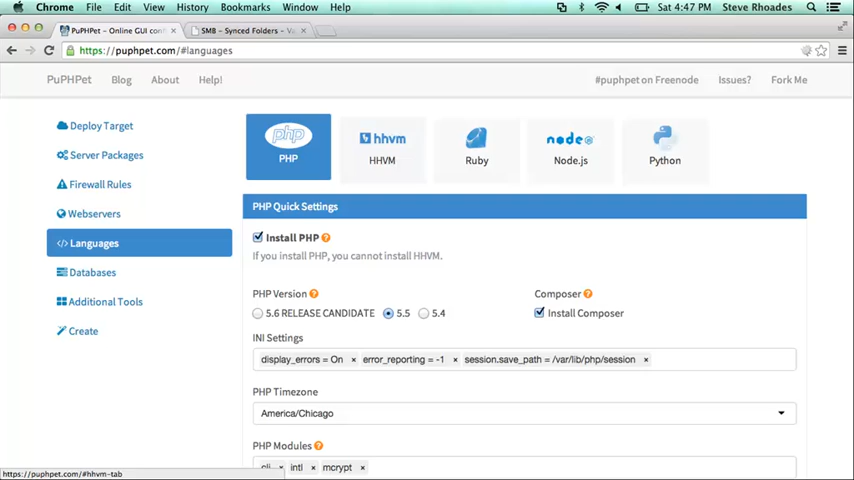 Chrome File Edit View History Bookmarks Window Help Sat 4:47 PM Steve Rhoades
PuPHPet – Online GUI con SMB – Synced Folders – Va
https://puphpet.com/#languages
PuPHPet Blog About Help! #puphpet on Freenode Issues? Fork Me
Deploy Target
Server Packages
Firewall Rules
Webservers
Languages
Databases
Additional Tools
Create
php
PHP
hhvm
HHVM
Ruby
node
Node.js
Python
PHP Quick Settings
Install PHP ?
If you install PHP, you cannot install HHVM.
PHP Version ? Composer ?
5.6 RELEASE CANDIDATE 5.5 5.4 Install Composer
INI Settings
display_errors = On × error_reporting = -1 × session.save_path = /var/lib/php/session ×
PHP Timezone
America/Chicago
PHP Modules ?
cli × intl × mcrypt ×
https://puphpet.com/#hhvm-tab